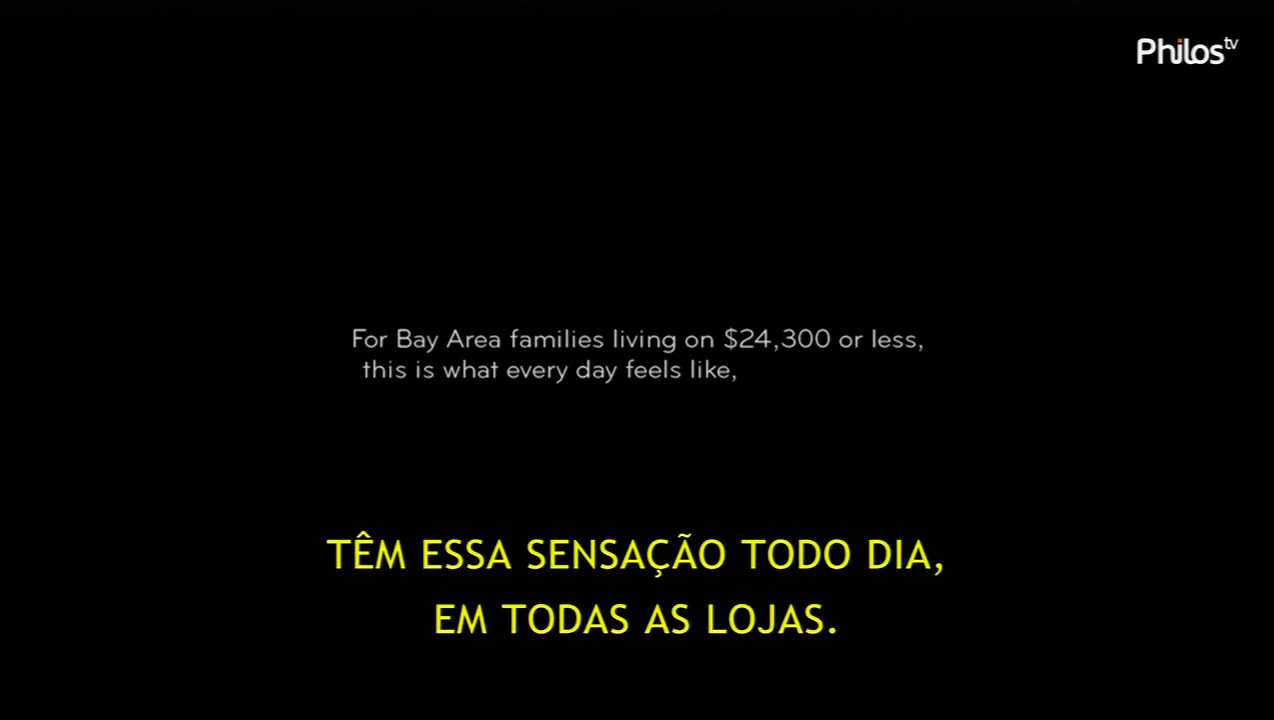 Philos tv
For Bay Area families living on $24,300 or less,
this is what every day feels like,
TÊM ESSA SENSAÇÃO TODO DIA,
EM TODAS AS LOJAS.